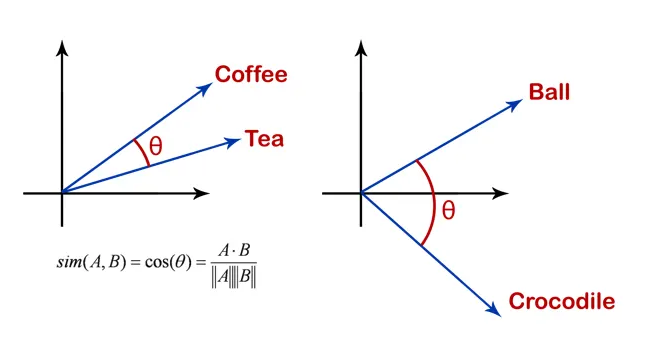 Coffee
θ
Tea
sim(A, B) = cos(θ) = A · B / ‖A‖‖B‖
Ball
θ
Crocodile